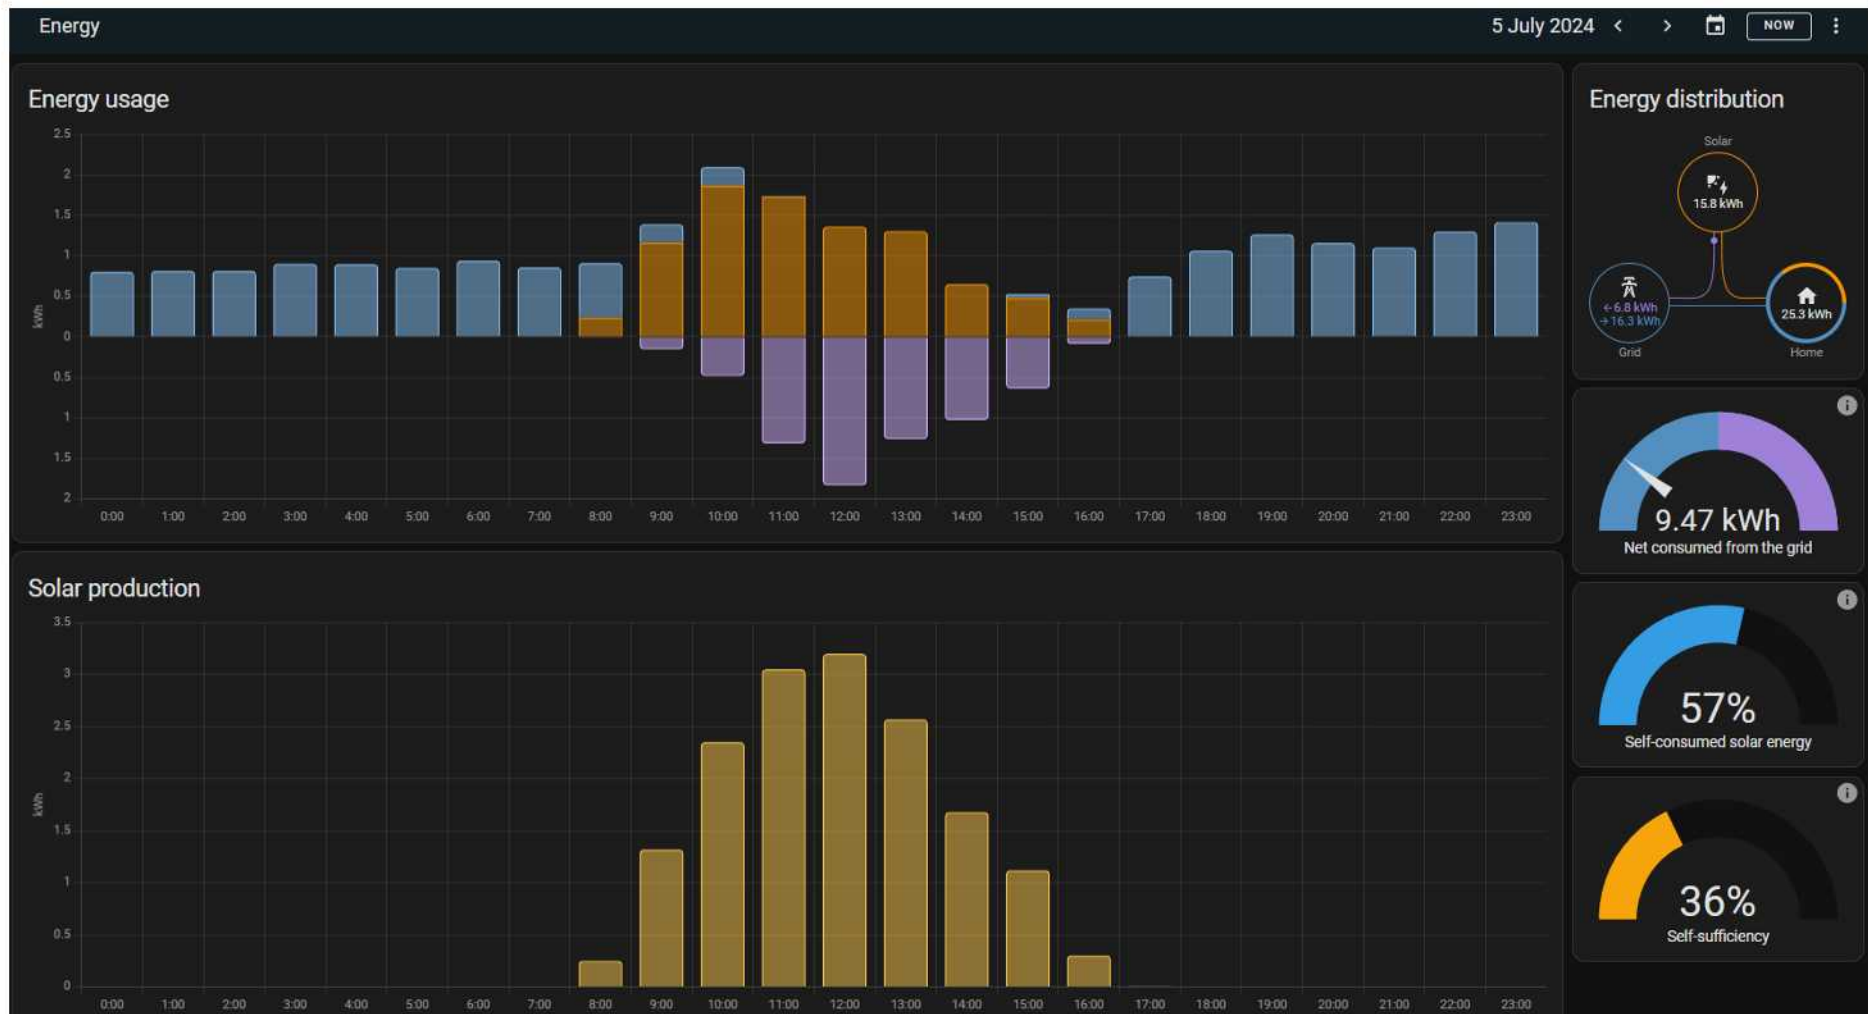 Energy
5 July 2024
NOW
Energy usage
2.5
2
1.5
1
0.5
0
0.5
1
1.5
2
kWh
0:00 1:00 2:00 3:00 4:00 5:00 6:00 7:00 8:00 9:00 10:00 11:00 12:00 13:00 14:00 15:00 16:00 17:00 18:00 19:00 20:00 21:00 22:00 23:00
Solar production
3.5
3
2.5
2
1.5
1
0.5
0
kWh
0:00 1:00 2:00 3:00 4:00 5:00 6:00 7:00 8:00 9:00 10:00 11:00 12:00 13:00 14:00 15:00 16:00 17:00 18:00 19:00 20:00 21:00 22:00 23:00
Energy distribution
Solar
15.8 kWh
←6.8 kWh
→16.3 kWh
Grid
25.3 kWh
Home
9.47 kWh
Net consumed from the grid
57%
Self-consumed solar energy
36%
Self-sufficiency